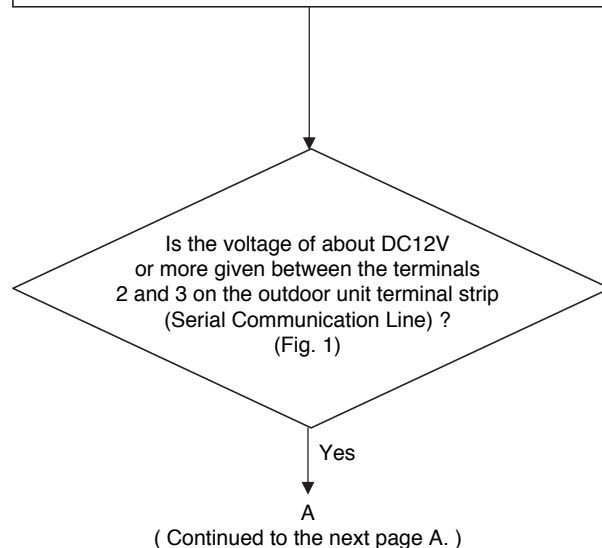 Is the voltage of about DC12V
or more given between the terminals
2 and 3 on the outdoor unit terminal strip
(Serial Communication Line) ?
(Fig. 1)
Yes
A
( Continued to the next page A. )